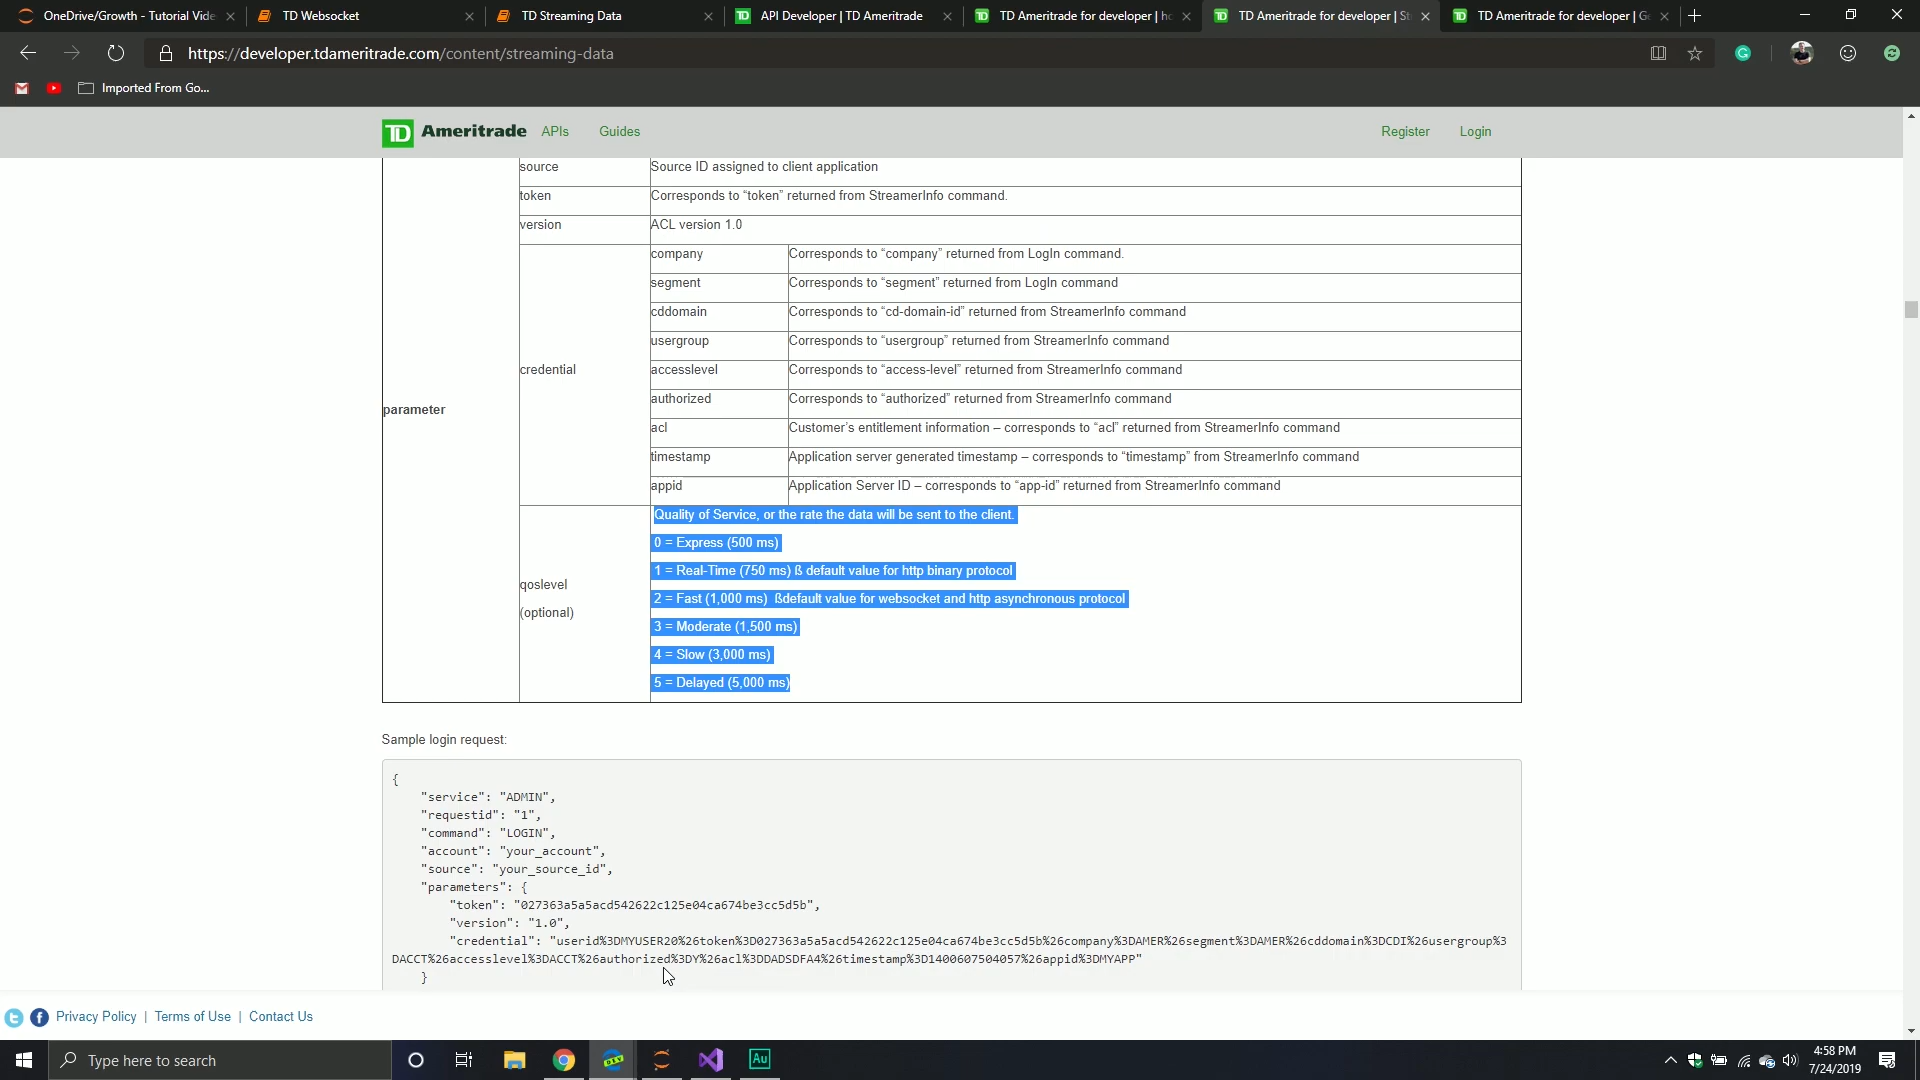 OneDrive/Growth - Tutorial Vide
TD Websocket
TD Streaming Data
API Developer | TD Ameritrade
TD Ameritrade for developer | ho
TD Ameritrade for developer | St
TD Ameritrade for developer | Ge
https://developer.tdameritrade.com/content/streaming-data
Imported From Go...
TD Ameritrade
APIs
Guides
Register
Login
parameter
source
Source ID assigned to client application
token
Corresponds to “token” returned from StreamerInfo command.
version
ACL version 1.0
credential
company
Corresponds to “company” returned from LogIn command.
segment
Corresponds to “segment” returned from LogIn command
cddomain
Corresponds to “cd-domain-id” returned from StreamerInfo command
usergroup
Corresponds to “usergroup” returned from StreamerInfo command
accesslevel
Corresponds to “access-level” returned from StreamerInfo command
authorized
Corresponds to “authorized” returned from StreamerInfo command
acl
Customer’s entitlement information – corresponds to “acl” returned from StreamerInfo command
timestamp
Application server generated timestamp – corresponds to “timestamp” from StreamerInfo command
appid
Application Server ID – corresponds to “app-id” returned from StreamerInfo command
qoslevel
(optional)
Quality of Service, or the rate the data will be sent to the client.
0 = Express (500 ms)
1 = Real-Time (750 ms) ß default value for http binary protocol
2 = Fast (1,000 ms)  ßdefault value for websocket and http asynchronous protocol
3 = Moderate (1,500 ms)
4 = Slow (3,000 ms)
5 = Delayed (5,000 ms)
Sample login request:
{
"service": "ADMIN",
"requestid": "1",
"command": "LOGIN",
"account": "your_account",
"source": "your_source_id",
"parameters": {
"token": "027363a5a5acd542622c125e04ca674be3cc5d5b",
"version": "1.0",
"credential": "userid%3DMYUSER20%26token%3D027363a5a5acd542622c125e04ca674be3cc5d5b%26company%3DAMER%26segment%3DAMER%26cddomain%3DCDI%26usergroup%3
DACCT%26accesslevel%3DACCT%26authorized%3DY%26acl%3DDADSDFA4%26timestamp%3D1400607504057%26appid%3DMYAPP"
}
Privacy Policy | Terms of Use | Contact Us
Type here to search
DEV
Au
4:58 PM
7/24/2019